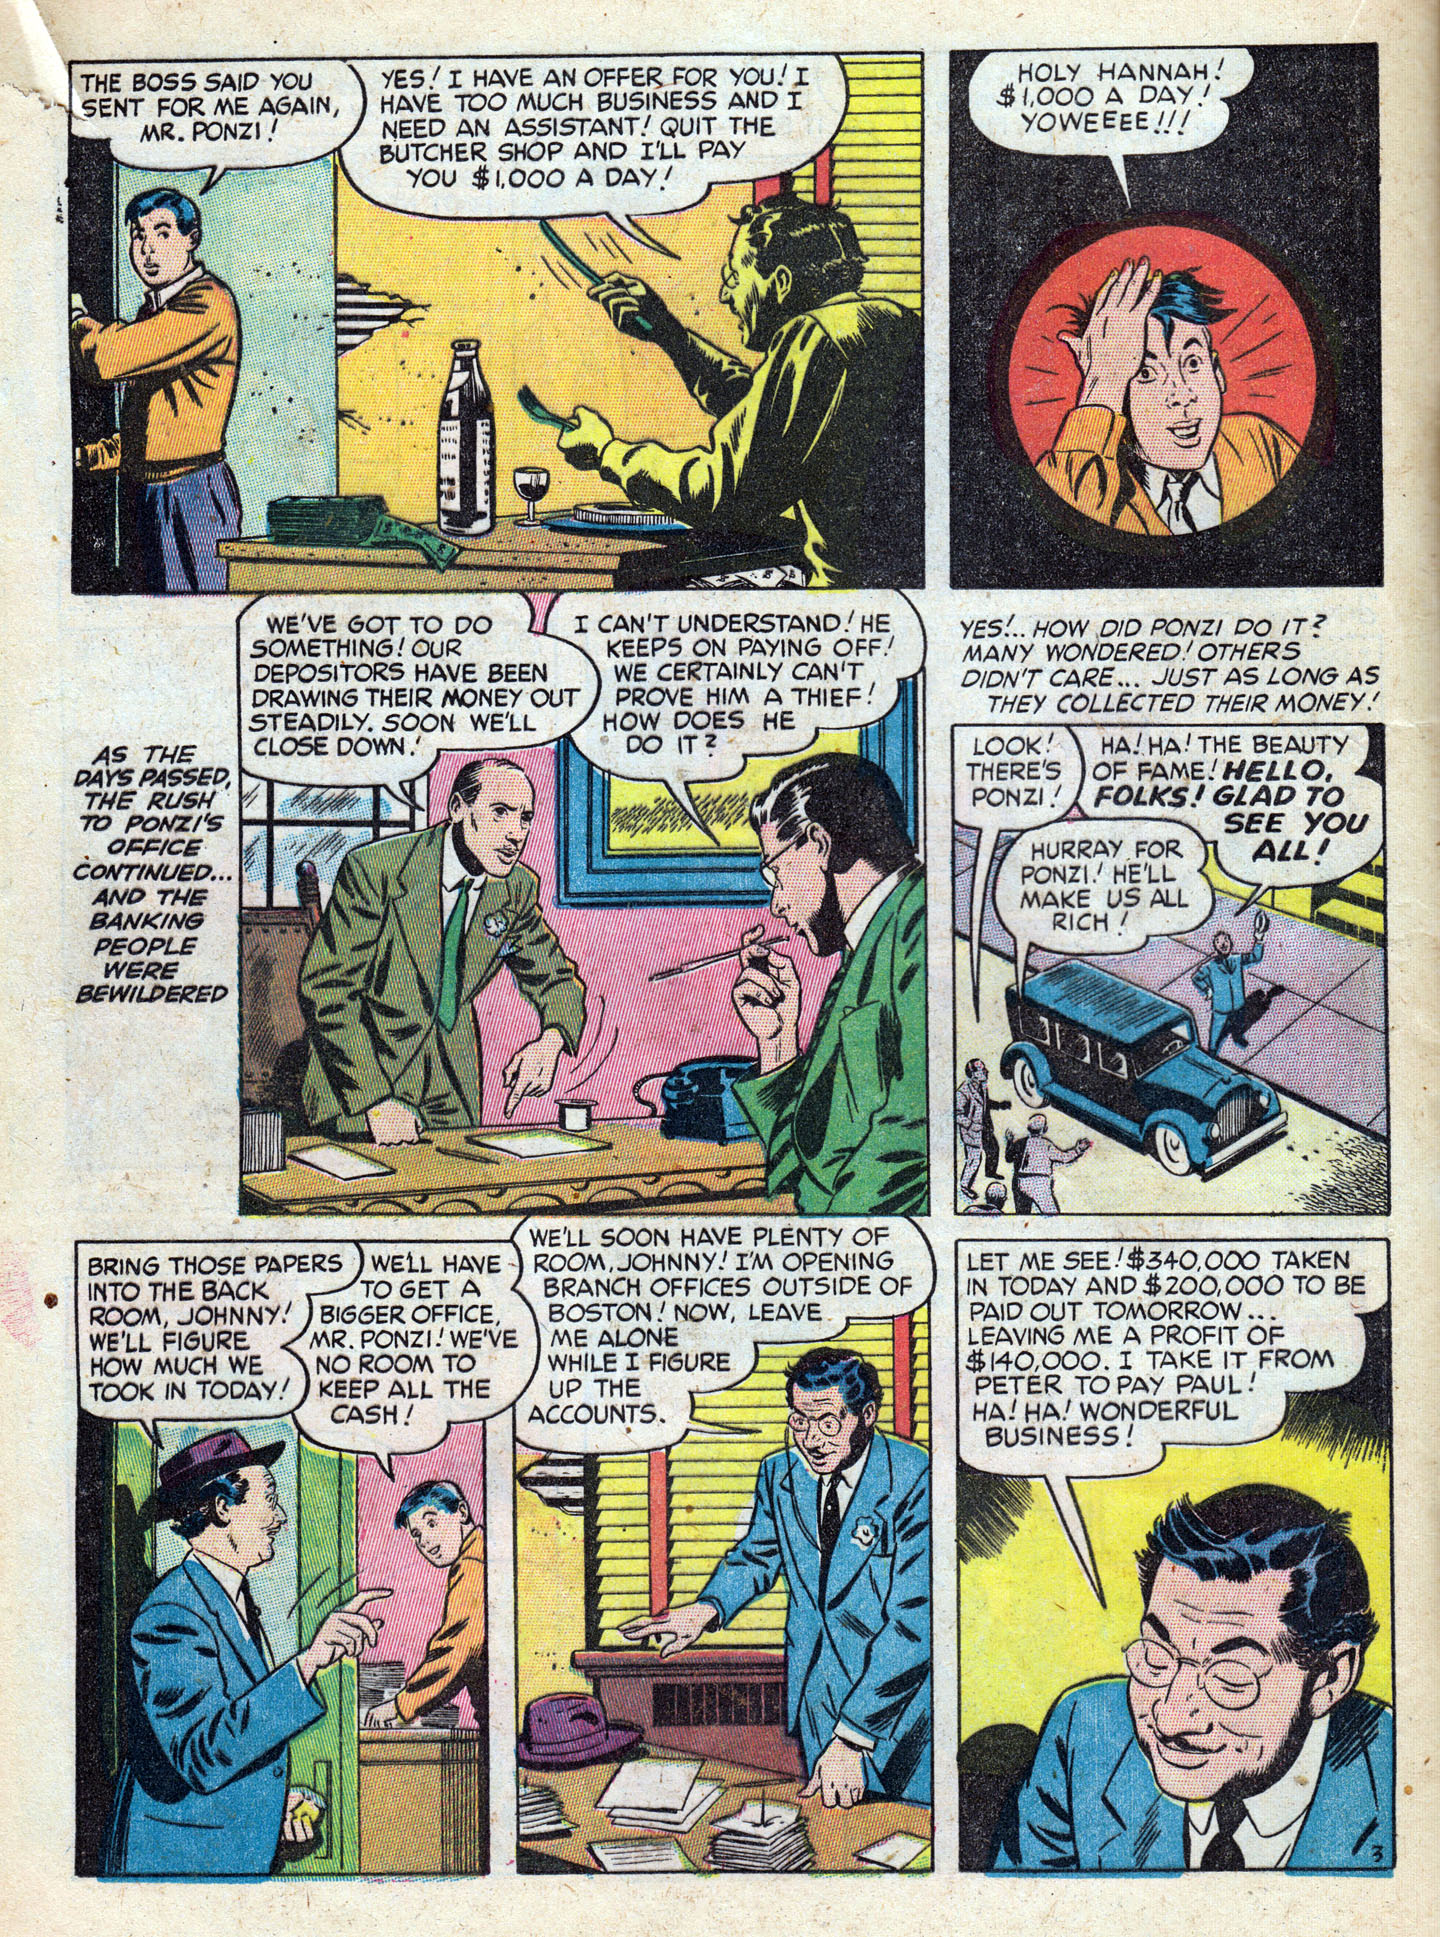 THE BOSS SAID YOU
SENT FOR ME AGAIN,
MR. PONZI!
YES! I HAVE AN OFFER FOR YOU! I
HAVE TOO MUCH BUSINESS AND I
NEED AN ASSISTANT! QUIT THE
BUTCHER SHOP AND I'LL PAY
YOU $1,000 A DAY!
HOLY HANNAH!
$1,000 A DAY!
YOWEEEE!!!
AS THE
DAYS PASSED,
THE RUSH
TO PONZI'S
OFFICE
CONTINUED...
AND THE
BANKING
PEOPLE
WERE
BEWILDERED
WE'VE GOT TO DO
SOMETHING! OUR
DEPOSITORS HAVE BEEN
DRAWING THEIR MONEY OUT
STEADILY. SOON WE'LL
CLOSE DOWN!
I CAN'T UNDERSTAND! HE
KEEPS ON PAYING OFF!
WE CERTAINLY CAN'T
PROVE HIM A THIEF!
HOW DOES HE
DO IT?
YES!.. HOW DID PONZI DO IT?
MANY WONDERED! OTHERS
DIDN'T CARE... JUST AS LONG AS
THEY COLLECTED THEIR MONEY!
LOOK!
THERE'S
PONZI!
HURRAY FOR
PONZI! HE'LL
MAKE US ALL
RICH!
HA! HA! THE BEAUTY
OF FAME! HELLO,
FOLKS! GLAD TO
SEE YOU
ALL!
BRING THOSE PAPERS
INTO THE BACK
ROOM, JOHNNY!
WE'LL FIGURE
HOW MUCH WE
TOOK IN TODAY!
WE'LL HAVE
TO GET A
BIGGER OFFICE,
MR. PONZI! WE'VE
NO ROOM TO
KEEP ALL THE
CASH!
WE'LL SOON HAVE PLENTY OF
ROOM, JOHNNY! I'M OPENING
BRANCH OFFICES OUTSIDE OF
BOSTON! NOW, LEAVE
ME ALONE
WHILE I FIGURE
UP THE
ACCOUNTS.
LET ME SEE! $340,000 TAKEN
IN TODAY AND $200,000 TO BE
PAID OUT TOMORROW...
LEAVING ME A PROFIT OF
$140,000. I TAKE IT FROM
PETER TO PAY PAUL!
HA! HA! WONDERFUL
BUSINESS!
3